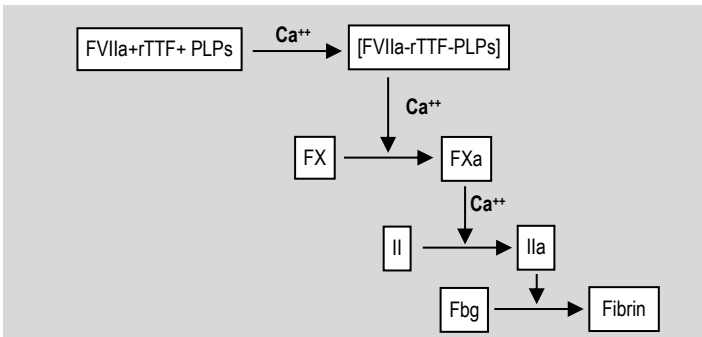 FVIIa+rTTF+ PLPs
Ca⁺⁺
[FVIIa-rTTF-PLPs]
Ca⁺⁺
FX
FXa
Ca⁺⁺
II
IIa
Fbg
Fibrin